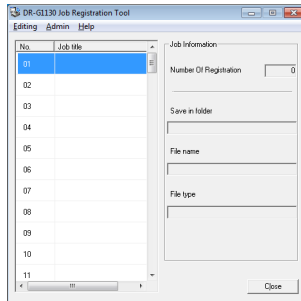 DR-G1130 Job Registration Tool
Editing Admin Help
No. Job title
01
02
03
04
05
06
07
08
09
10
11
Job Information
Number Of Registration 0
Save in folder
File name
File type
Close